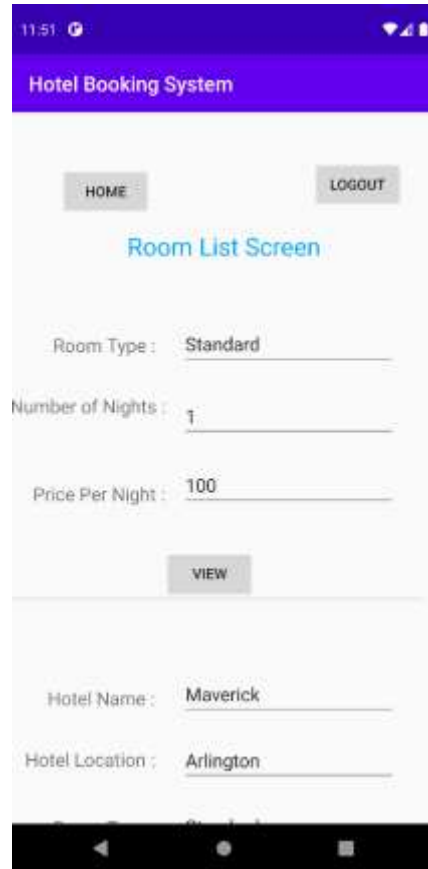 11:51
Hotel Booking System
HOME
LOGOUT
Room List Screen
Room Type : Standard
Number of Nights : 1
Price Per Night : 100
VIEW
Hotel Name : Maverick
Hotel Location : Arlington